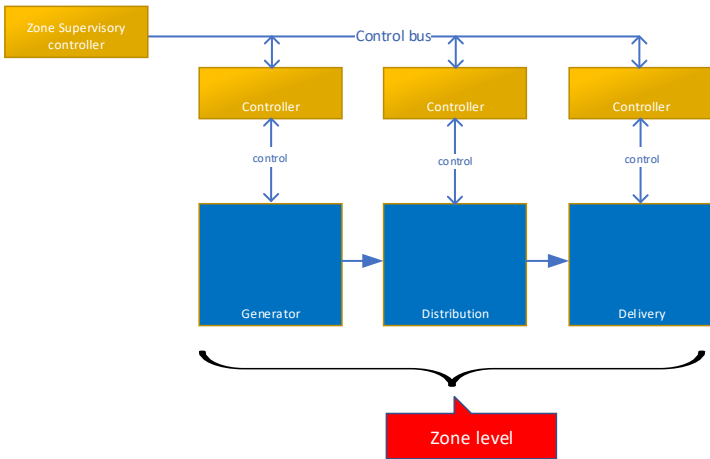 Zone Supervisory
controller
Control bus
Controller
Controller
Controller
control
control
control
Generator
Distribution
Delivery
Zone level